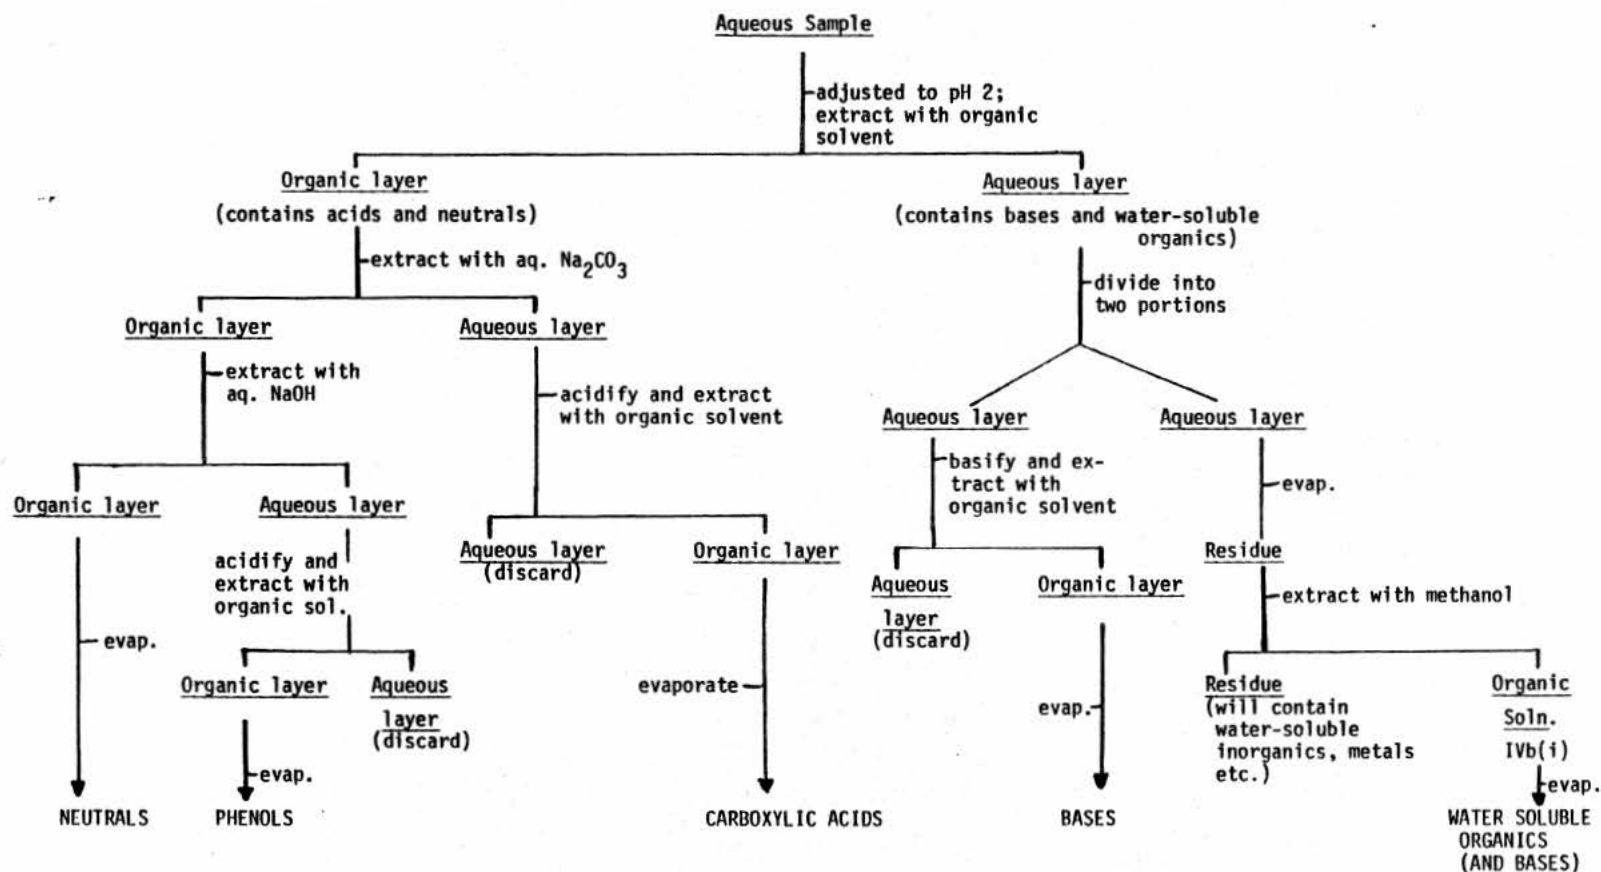 Aqueous Sample
adjusted to pH 2;
extract with organic
solvent
Organic layer
(contains acids and neutrals)
Aqueous layer
(contains bases and water-soluble
organics)
extract with aq. Na₂CO₃
divide into
two portions
Organic layer
Aqueous layer
extract with
aq. NaOH
acidify and extract
with organic solvent
Aqueous layer
Aqueous layer
basify and ex-
tract with
organic solvent
evap.
Organic layer
Aqueous layer
acidify and
extract with
organic sol.
Aqueous layer
(discard)
Organic layer
Aqueous
layer
(discard)
Organic layer
Residue
extract with methanol
evap.
Organic layer
Aqueous
layer
(discard)
evaporate
evap.
Residue
(will contain
water-soluble
inorganics, metals
etc.)
Organic
Soln.
IVb(i)
evap.
evap.
NEUTRALS
PHENOLS
CARBOXYLIC ACIDS
BASES
WATER SOLUBLE
ORGANICS
(AND BASES)